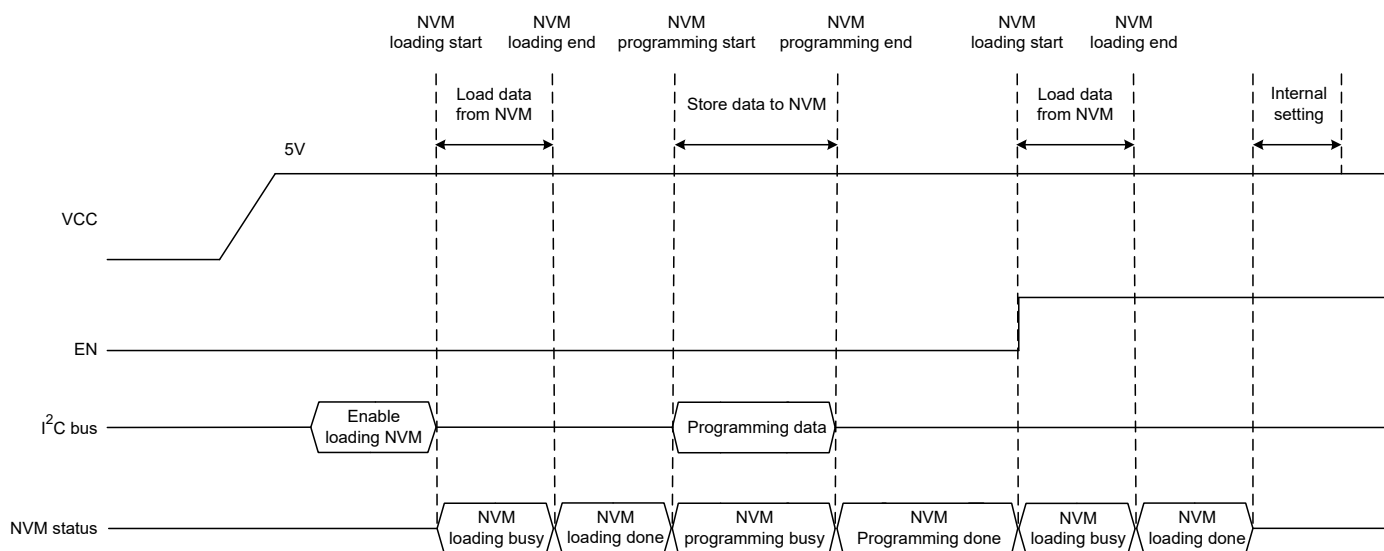 NVM
loading start
NVM
loading end
NVM
programming start
NVM
programming end
NVM
loading start
NVM
loading end
Load data
from NVM
Store data to NVM
Load data
from NVM
Internal
setting
5V
VCC
EN
I²C bus
Enable
loading NVM
Programming data
NVM status
NVM
loading busy
NVM
loading done
NVM
programming busy
NVM
Programming done
NVM
loading busy
NVM
loading done